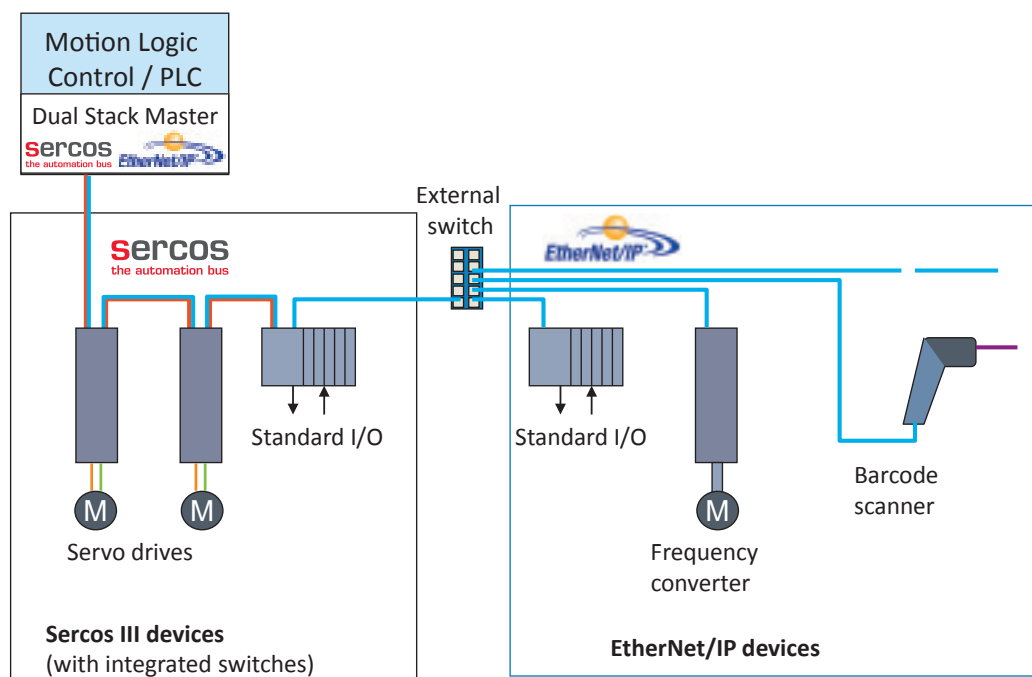 Motion Logic
Control / PLC
Dual Stack Master
sercos
the automation bus
EtherNet/IP
External
switch
sercos
the automation bus
EtherNet/IP
Standard I/O
Standard I/O
Barcode
scanner
M
M
M
Servo drives
Frequency
converter
Sercos III devices
(with integrated switches)
EtherNet/IP devices